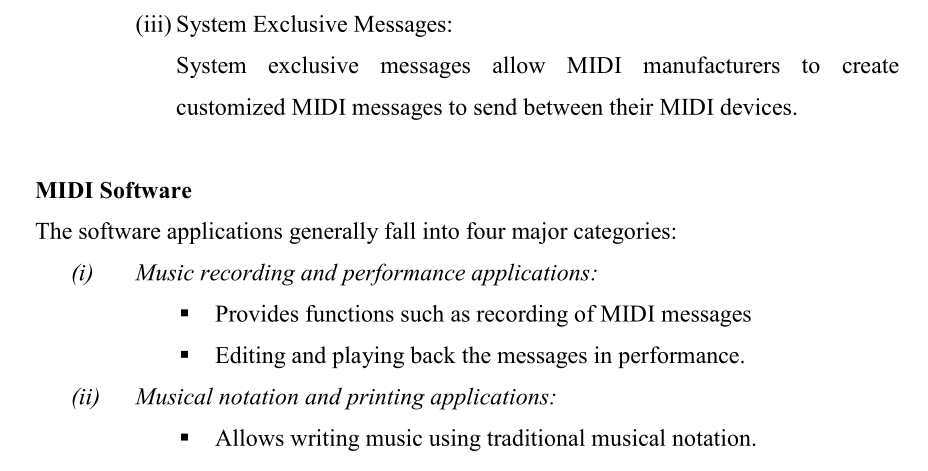 (iii) System Exclusive Messages:
System exclusive messages allow MIDI manufacturers to create
customized MIDI messages to send between their MIDI devices.
MIDI Software
The software applications generally fall into four major categories:
(i) Music recording and performance applications:
▪ Provides functions such as recording of MIDI messages
▪ Editing and playing back the messages in performance.
(ii) Musical notation and printing applications:
▪ Allows writing music using traditional musical notation.